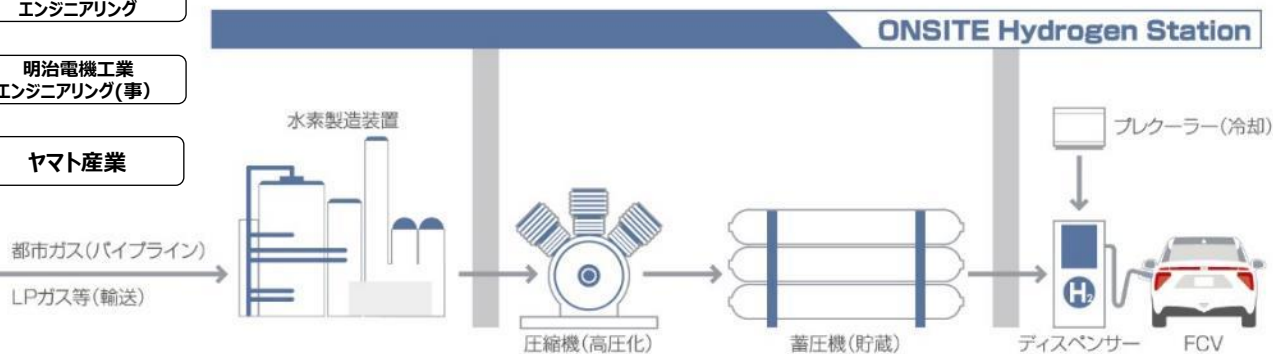 エンジニアリング
明治電機工業
エンジニアリング(事)
ヤマト産業
ONSITE Hydrogen Station
水素製造装置
プレクーラー(冷却)
都市ガス(パイプライン)
LPガス等(輸送)
H₂
圧縮機(高圧化)
蓄圧機(貯蔵)
ディスペンサー
FCV